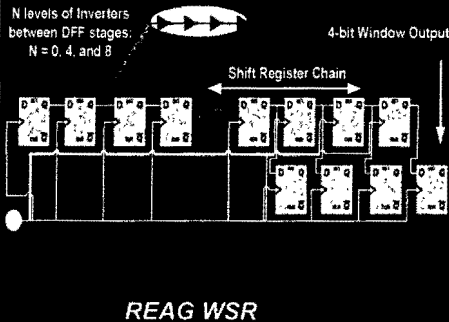 N levels of Inverters
between DFF stages:
N = 0, 4, and 8
4-bit Window Output
Shift Register Chain
D Q
D Q
D Q
D Q
D Q
D Q
D Q
D Q
D Q
D Q
D Q
D Q
REAG WSR